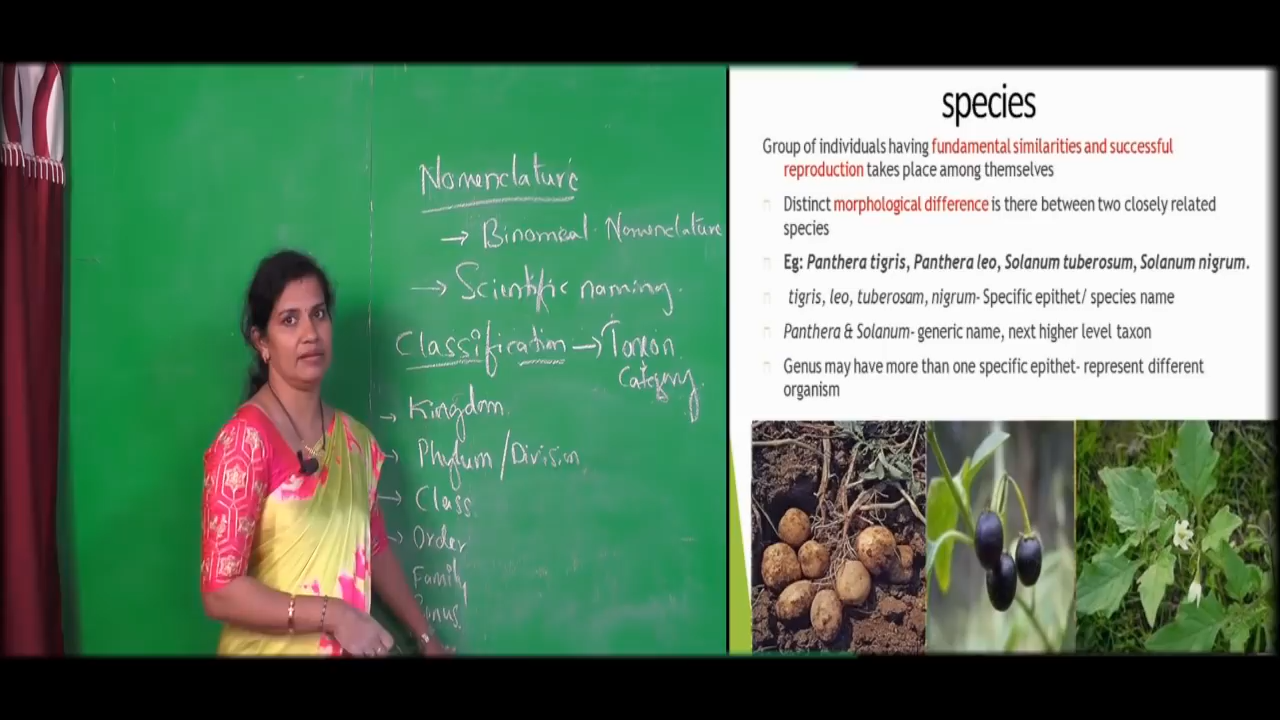 Nomenclature
→ Binomial Nomenclature
→ Scientific naming.
Classification → Taxon
Category.
→ Kingdom
→ Phylum / Division
→ Class
→ Order
Family
Genus
species
Group of individuals having fundamental similarities and successful
reproduction takes place among themselves
Distinct morphological difference is there between two closely related
species
Eg: Panthera tigris, Panthera leo, Solanum tuberosum, Solanum nigrum.
tigris, leo, tuberosam, nigrum- Specific epithet/ species name
Panthera & Solanum- generic name, next higher level taxon
Genus may have more than one specific epithet- represent different
organism